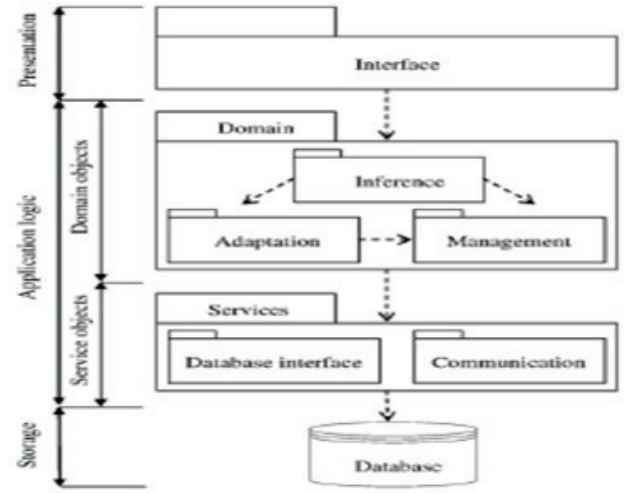 Presentation
Interface
Application logic
Domain objects
Domain
Inference
Adaptation
Management
Service objects
Services
Database interface
Communication
Storage
Database